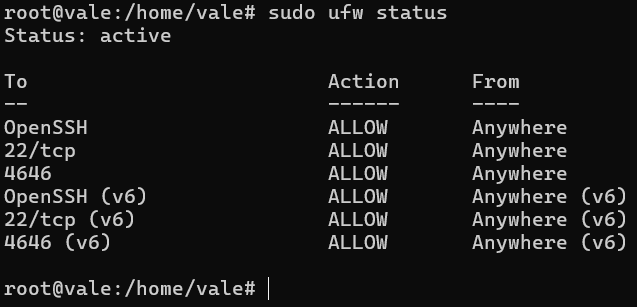 root@vale:/home/vale# sudo ufw status
Status: active
To Action From
-- ------ ----
OpenSSH ALLOW Anywhere
22/tcp ALLOW Anywhere
4646 ALLOW Anywhere
OpenSSH (v6) ALLOW Anywhere (v6)
22/tcp (v6) ALLOW Anywhere (v6)
4646 (v6) ALLOW Anywhere (v6)
root@vale:/home/vale#